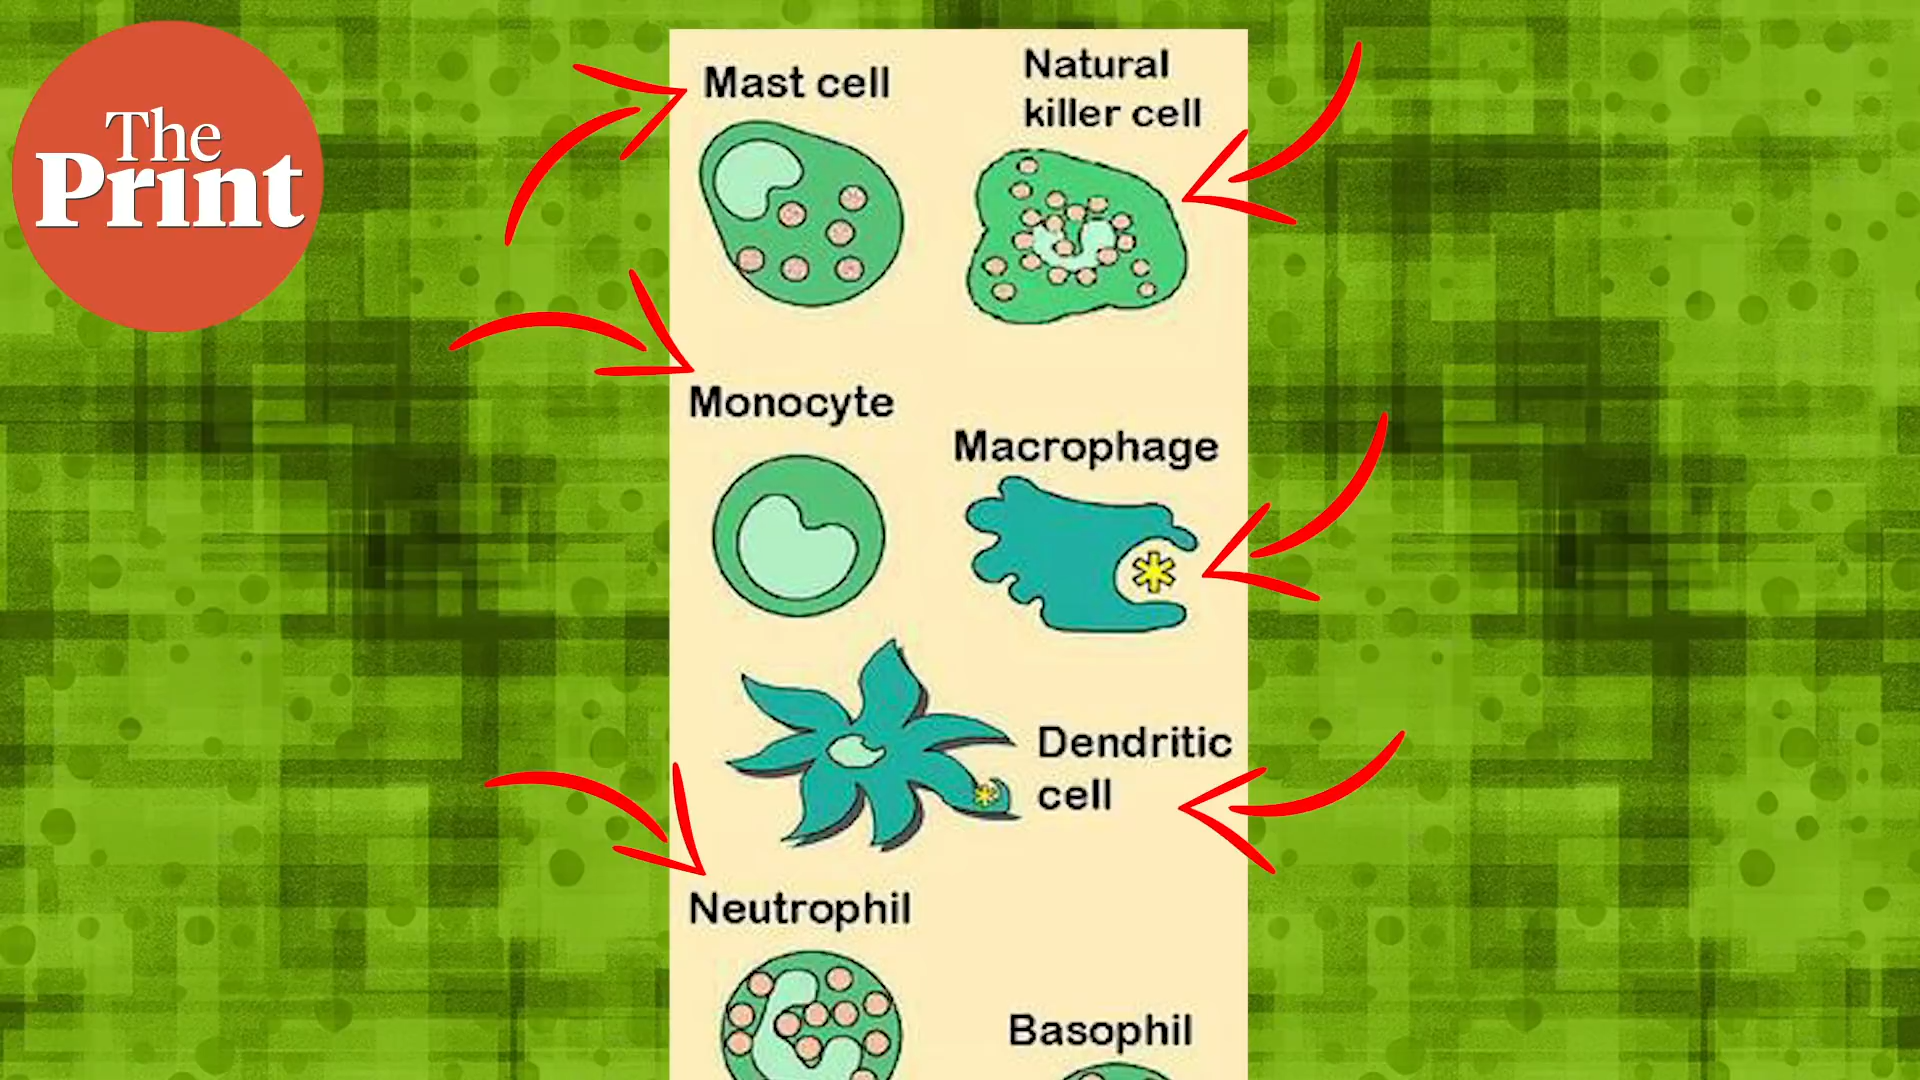 The
Print
Mast cell
Natural
killer cell
Monocyte
Macrophage
Dendritic
cell
Neutrophil
Basophil